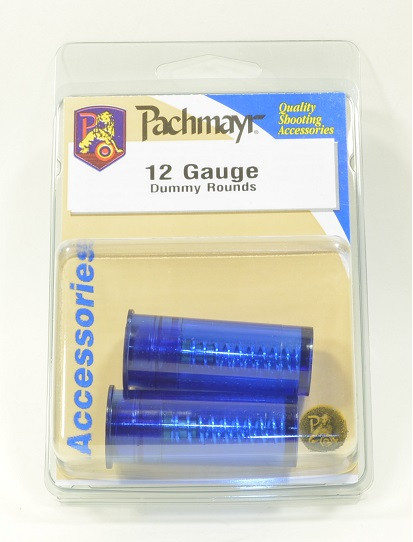 P
Pachmayr
Quality
Shooting
Accessories
12 Gauge
Dummy Rounds
Accessories
P